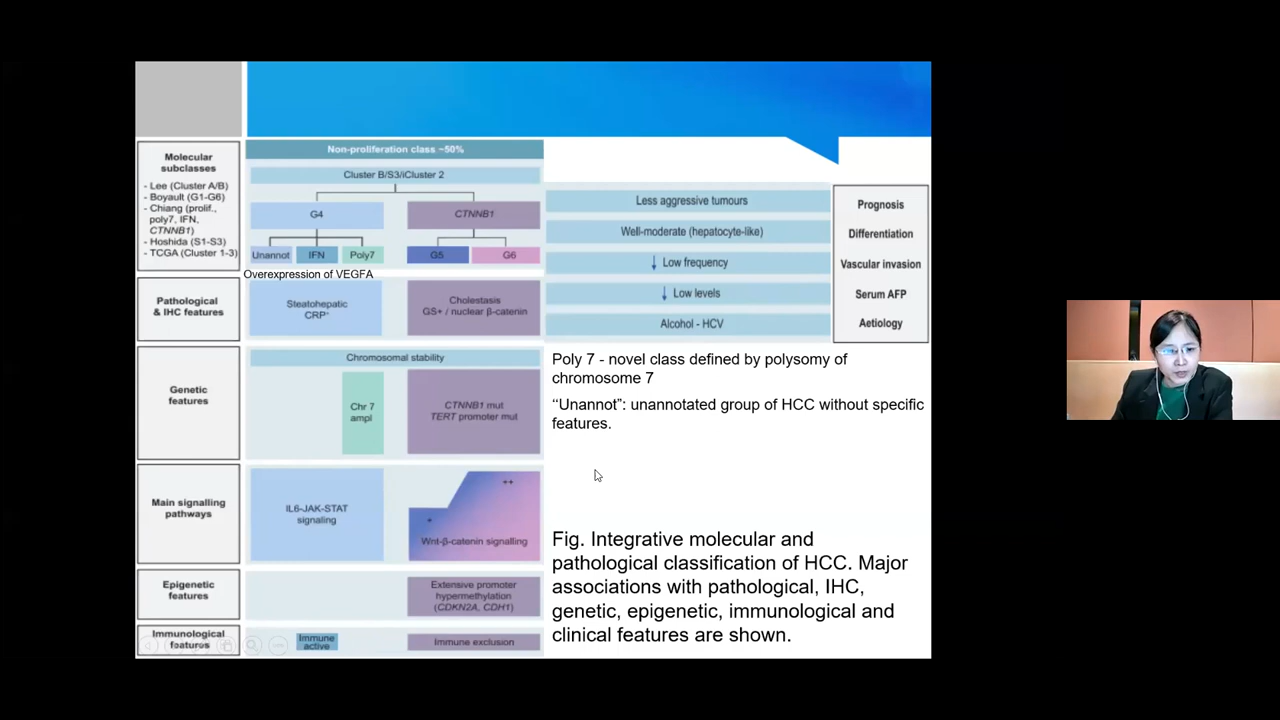 Molecular
subclasses
- Lee (Cluster A/B)
- Boyault (G1-G6)
- Chiang (prolif.,
poly7, IFN,
CTNNB1)
- Hoshida (S1-S3)
- TCGA (Cluster 1-3)
Non-proliferation class ~50%
Cluster B/S3/iCluster 2
G4
CTNNB1
Unannot
IFN
Poly7
G5
G6
Overexpression of VEGFA
Pathological
& IHC features
Steatohepatic
CRP⁺
Cholestasis
GS+ / nuclear β-catenin
Genetic
features
Chromosomal stability
Chr 7
ampl
CTNNB1 mut
TERT promoter mut
Main signalling
pathways
IL6-JAK-STAT
signaling
++
+
Wnt-β-catenin signalling
Epigenetic
features
Extensive promoter
hypermethylation
(CDKN2A, CDH1)
Immunological
features
Immune
active
Immune exclusion
Less aggressive tumours
Prognosis
Well-moderate (hepatocyte-like)
Differentiation
↓ Low frequency
Vascular invasion
↓ Low levels
Serum AFP
Alcohol - HCV
Aetiology
Poly 7 - novel class defined by polysomy of
chromosome 7
“Unannot”: unannotated group of HCC without specific
features.
Fig. Integrative molecular and
pathological classification of HCC. Major
associations with pathological, IHC,
genetic, epigenetic, immunological and
clinical features are shown.